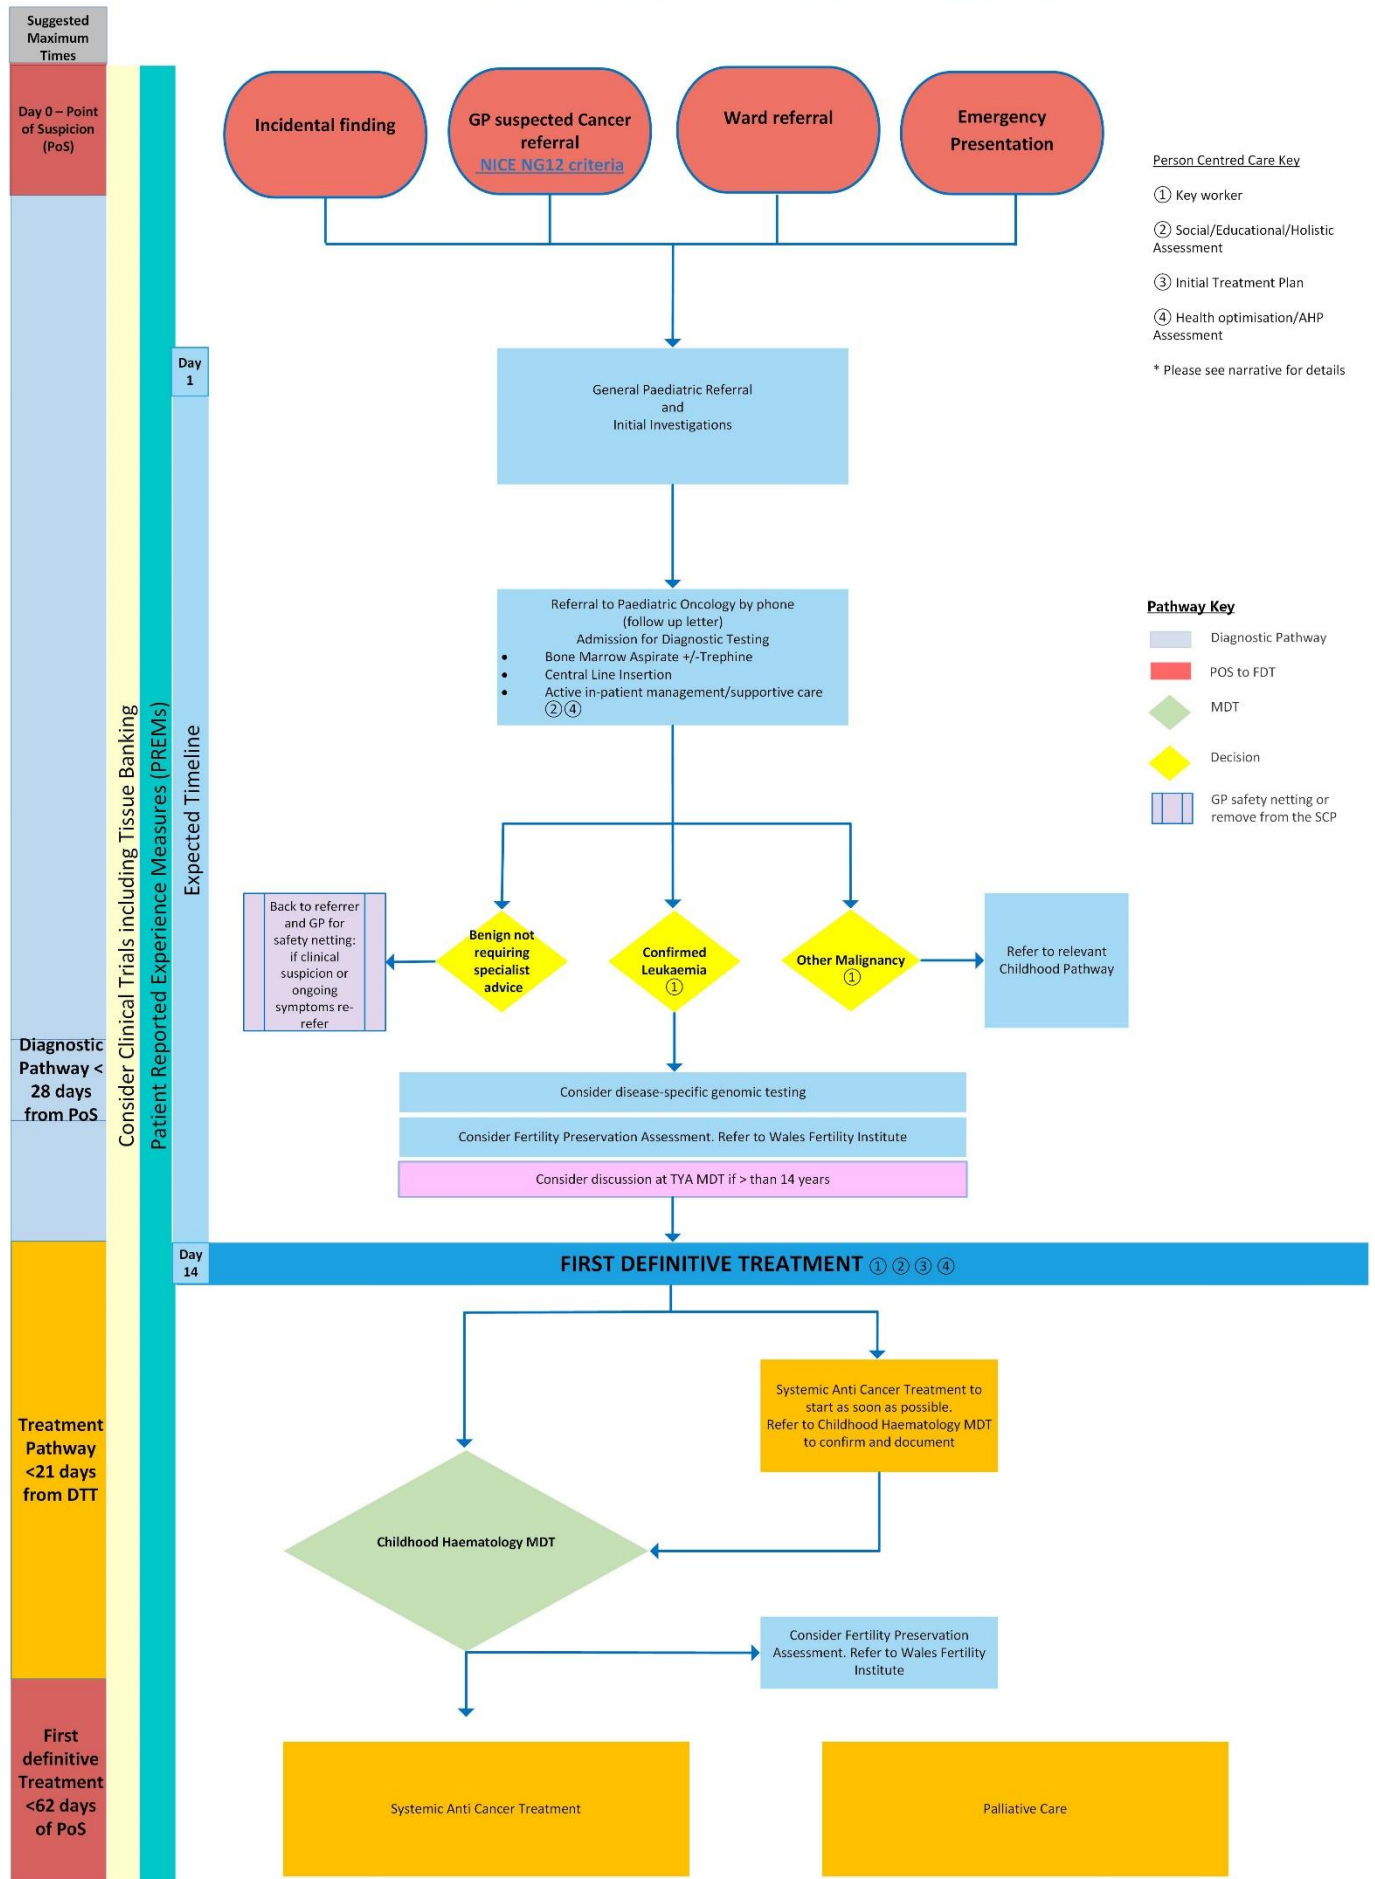 Suggested
Maximum
Times
Day 0 – Point
of Suspicion
(PoS)
Incidental finding
GP suspected Cancer
referral
NICE NG12 criteria
Ward referral
Emergency
Presentation
Person Centred Care Key
① Key worker
② Social/Educational/Holistic
Assessment
③ Initial Treatment Plan
④ Health optimisation/AHP
Assessment
* Please see narrative for details
Day
1
General Paediatric Referral
and
Initial Investigations
Referral to Paediatric Oncology by phone
(follow up letter)
Admission for Diagnostic Testing
• Bone Marrow Aspirate +/-Trephine
• Central Line Insertion
• Active in-patient management/supportive care
②④
Pathway Key
Diagnostic Pathway
POS to FDT
MDT
Decision
GP safety netting or
remove from the SCP
Consider Clinical Trials including Tissue Banking
Patient Reported Experience Measures (PREMs)
Expected Timeline
Back to referrer
and GP for
safety netting:
if clinical
suspicion or
ongoing
symptoms re-
refer
Benign not
requiring
specialist
advice
Confirmed
Leukaemia
①
Other Malignancy
①
Refer to relevant
Childhood Pathway
Diagnostic
Pathway <
28 days
from PoS
Consider disease-specific genomic testing
Consider Fertility Preservation Assessment. Refer to Wales Fertility Institute
Consider discussion at TYA MDT if > than 14 years
Day
14
FIRST DEFINITIVE TREATMENT ① ② ③ ④
Treatment
Pathway
<21 days
from DTT
Systemic Anti Cancer Treatment to
start as soon as possible.
Refer to Childhood Haematology MDT
to confirm and document
Childhood Haematology MDT
Consider Fertility Preservation
Assessment. Refer to Wales Fertility
Institute
First
definitive
Treatment
<62 days
of PoS
Systemic Anti Cancer Treatment
Palliative Care